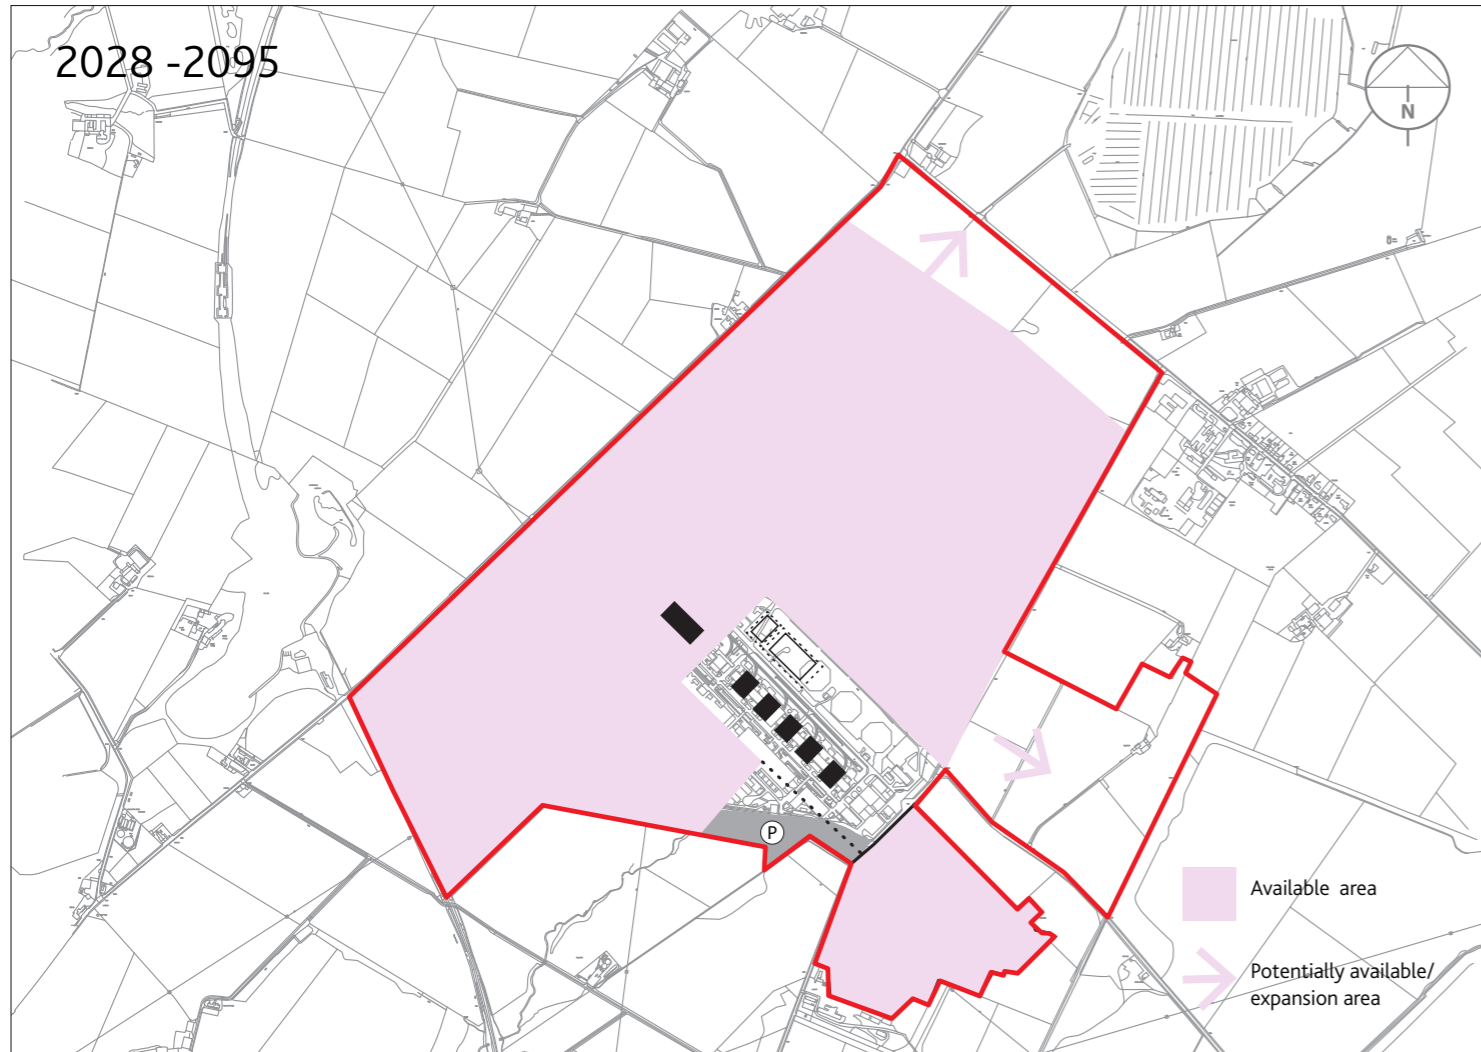 2028 -2095
N
P
Available area
Potentially available/
expansion area